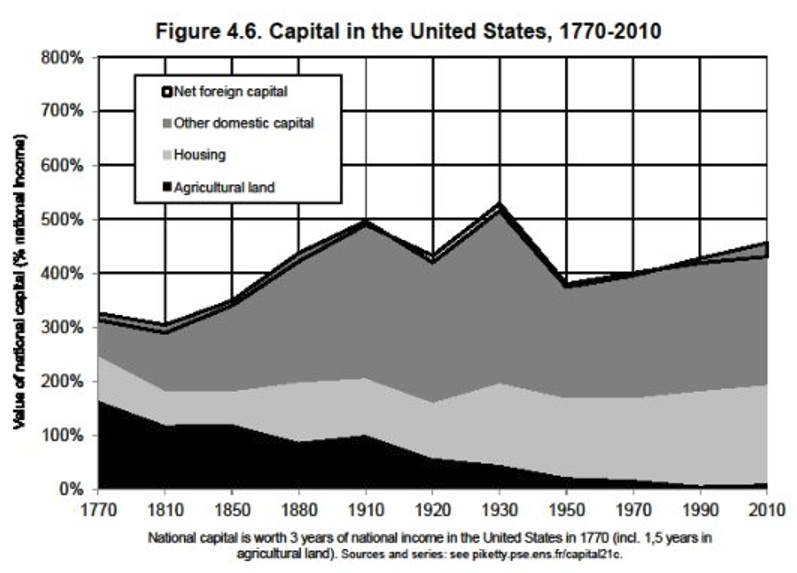 Figure 4.6. Capital in the United States, 1770-2010
800%
700%
600%
500%
400%
300%
200%
100%
0%
Value of national capital (% national income)
Net foreign capital
Other domestic capital
Housing
Agricultural land
1770 1810 1850 1880 1910 1920 1930 1950 1970 1990 2010
National capital is worth 3 years of national income in the United States in 1770 (incl. 1,5 years in
agricultural land). Sources and series: see piketty.pse.ens.fr/capital21c.